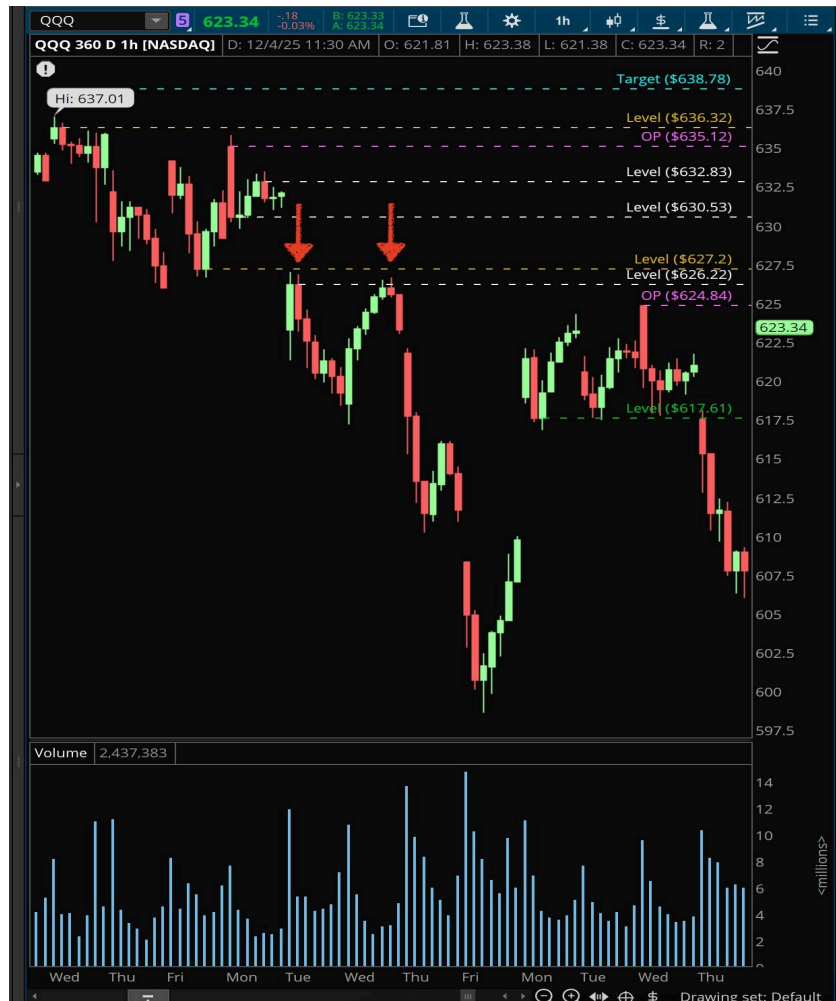 QQQ 5 623.34 -.18 -0.03% B: 623.33 A: 623.34 1h $
QQQ 360 D 1h [NASDAQ] D: 12/4/25 11:30 AM O: 621.81 H: 623.38 L: 621.38 C: 623.34 R: 2
640
Target ($638.78)
Hi: 637.01
637.5
Level ($636.32)
OP ($635.12)
635
Level ($632.83)
632.5
Level ($630.53)
630
Level ($627.2)
627.5
Level ($626.22)
OP ($624.84)
625
623.34
622.5
620
Level ($617.61)
617.5
615
612.5
610
607.5
605
602.5
600
597.5
Volume 2,437,383
14
12
10
8
6
4
2
<millions>
Wed Thu Fri Mon Tue Wed Thu Fri Mon Tue Wed Thu
$ Drawing set: Default